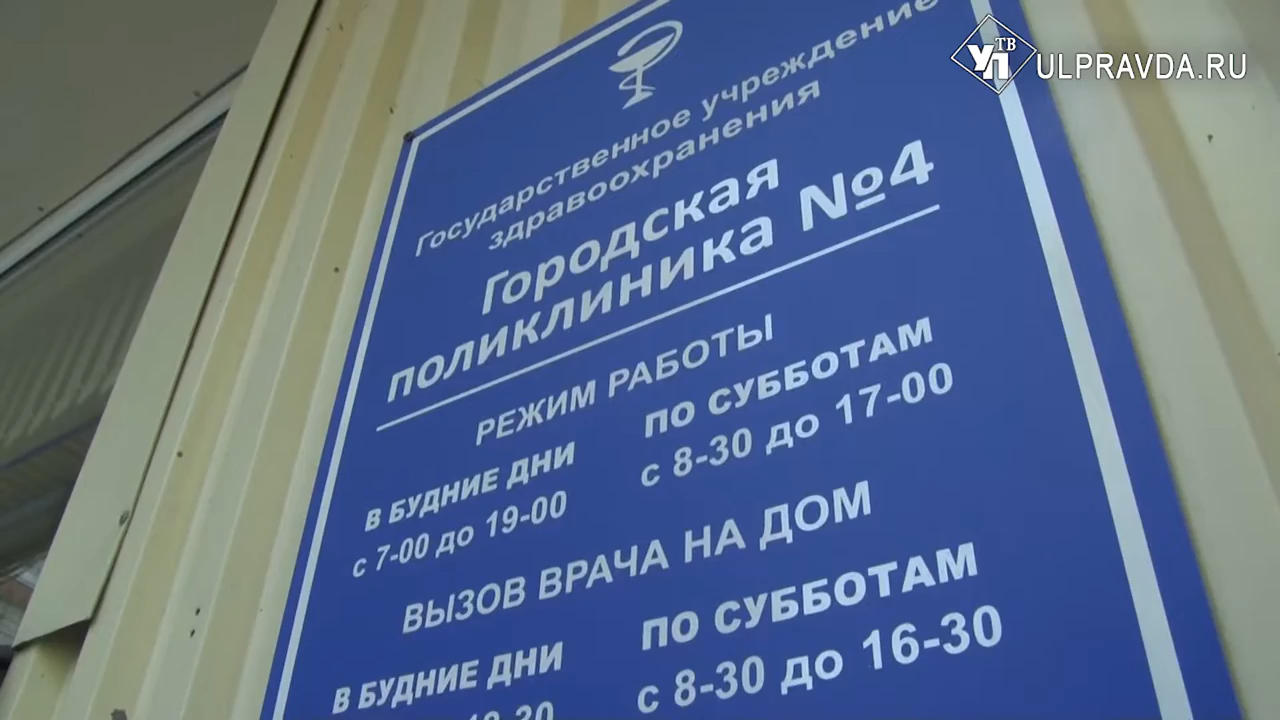 УП ТВ ULPRAVDA.RU
Государственное учреждение
здравоохранения
Городская
поликлиника №4
РЕЖИМ РАБОТЫ
В БУДНИЕ ДНИ
с 7-00 до 19-00
ПО СУББОТАМ
с 8-30 до 17-00
ВЫЗОВ ВРАЧА НА ДОМ
В БУДНИЕ ДНИ
ПО СУББОТАМ
с 8-30 до 16-30